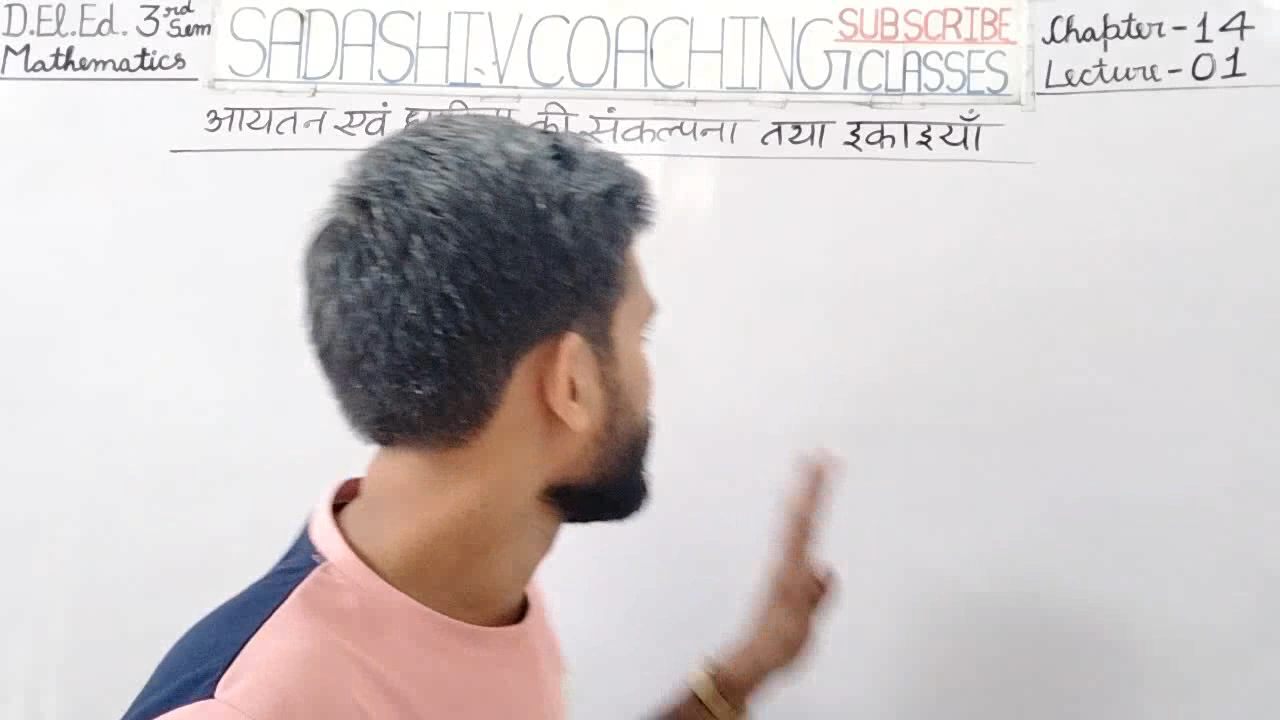 D.El.Ed. 3rd Sem
Mathematics
SADASHIV COACHING CLASSES
SUBSCRIBE
Chapter-14
Lecture-01
आयतन एवं की संकल्पना तथा इकाइयाँ